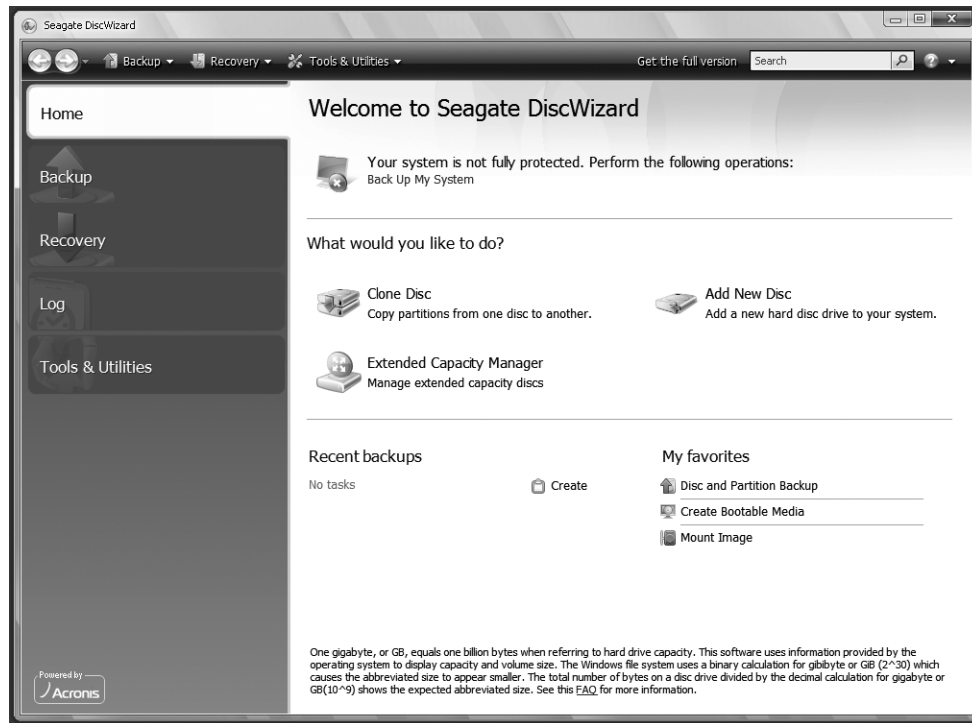 Seagate DiscWizard
Backup
Recovery
Tools & Utilities
Get the full version
Search
Home
Backup
Recovery
Log
Tools & Utilities
Welcome to Seagate DiscWizard
Your system is not fully protected. Perform the following operations:
Back Up My System
What would you like to do?
Clone Disc
Copy partitions from one disc to another.
Add New Disc
Add a new hard disc drive to your system.
Extended Capacity Manager
Manage extended capacity discs
Recent backups
No tasks
Create
My favorites
Disc and Partition Backup
Create Bootable Media
Mount Image
One gigabyte, or GB, equals one billion bytes when referring to hard drive capacity. This software uses information provided by the
operating system to display capacity and volume size. The Windows file system uses a binary calculation for gibibyte or GiB (2^30) which
causes the abbreviated size to appear smaller. The total number of bytes on a disc drive divided by the decimal calculation for gigabyte or
GB(10^9) shows the expected abbreviated size. See this FAQ for more information.
Powered by
Acronis